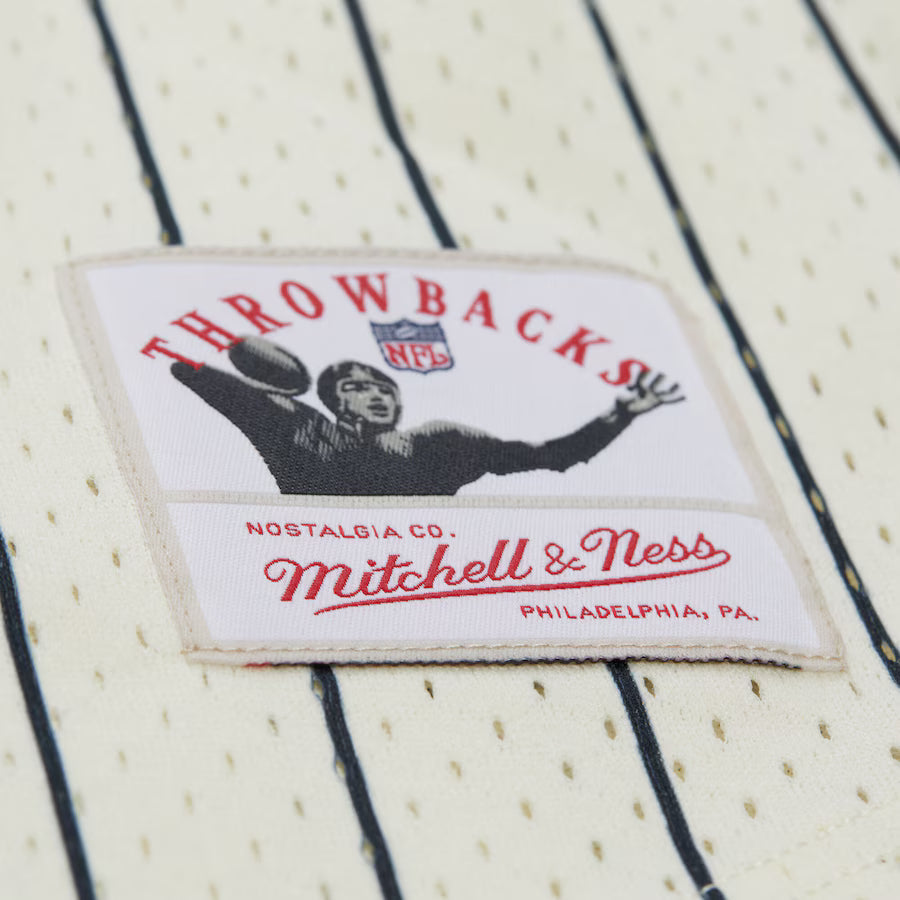 THROWBACKS
NFL
NOSTALGIA CO.
Mitchell & Ness
PHILADELPHIA, PA.